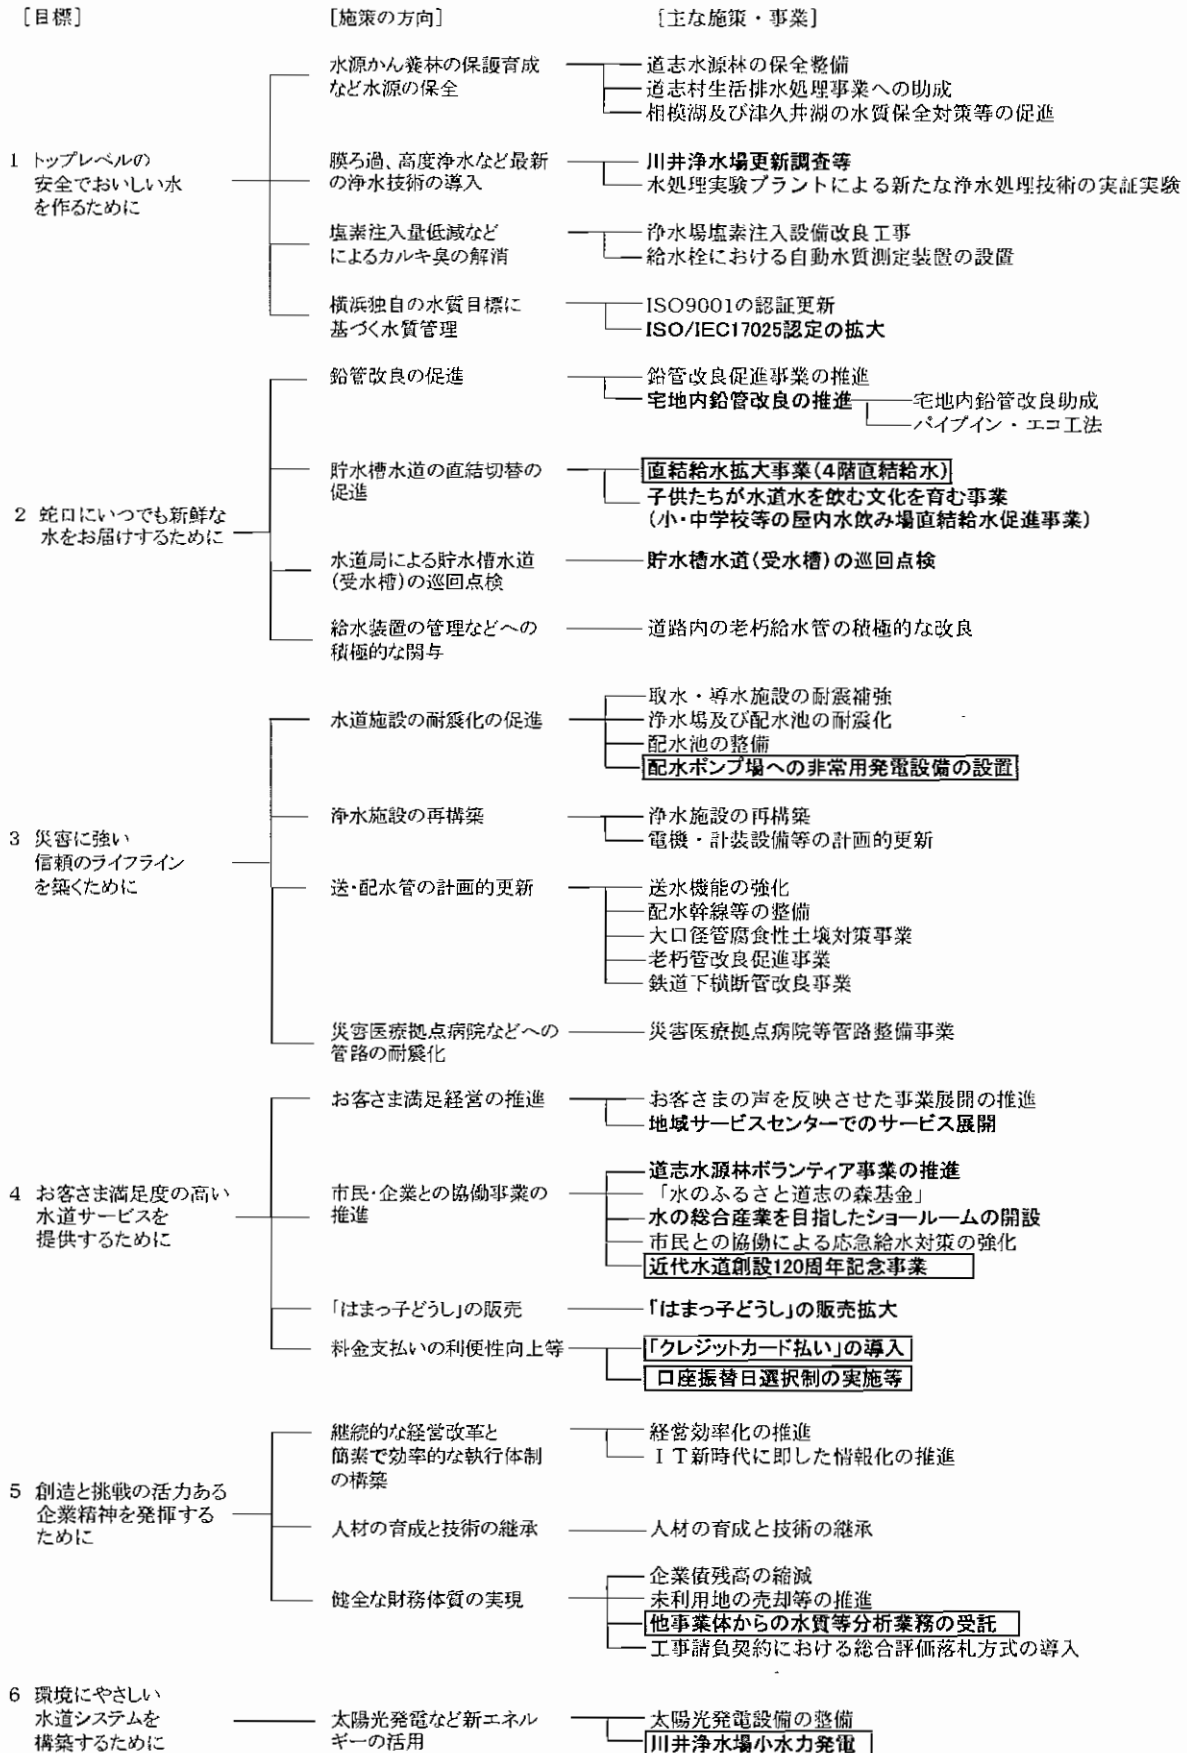 [目標]
[施策の方向]
[主な施策・事業]
1 トップレベルの
安全でおいしい水
を作るために
水源かん養林の保護育成
など水源の保全
道志水源林の保全整備
道志村生活排水処理事業への助成
相模湖及び津久井湖の水質保全対策等の促進
膜ろ過、高度浄水など最新
の浄水技術の導入
川井浄水場更新調査等
水処理実験プラントによる新たな浄水処理技術の実証実験
塩素注入量低減など
によるカルキ臭の解消
浄水場塩素注入設備改良工事
給水栓における自動水質測定装置の設置
横浜独自の水質目標に
基づく水質管理
ISO9001の認証更新
ISO/IEC17025認定の拡大
2 蛇口にいつでも新鮮な
水をお届けするために
鉛管改良の促進
鉛管改良促進事業の推進
宅地内鉛管改良の推進
宅地内鉛管改良助成
パイプイン・エコ工法
貯水槽水道の直結切替の
促進
直結給水拡大事業(4階直結給水)
子供たちが水道水を飲む文化を育む事業
(小・中学校等の屋内水飲み場直結給水促進事業)
水道局による貯水槽水道
(受水槽)の巡回点検
貯水槽水道(受水槽)の巡回点検
給水装置の管理などへの
積極的な関与
道路内の老朽給水管の積極的な改良
3 災害に強い
信頼のライフライン
を築くために
水道施設の耐震化の促進
取水・導水施設の耐震補強
浄水場及び配水池の耐震化
配水池の整備
配水ポンプ場への非常用発電設備の設置
浄水施設の再構築
浄水施設の再構築
電機・計装設備等の計画的更新
送・配水管の計画的更新
送水機能の強化
配水幹線等の整備
大口径管腐食性土壌対策事業
老朽管改良促進事業
鉄道下横断管改良事業
災害医療拠点病院などへの
管路の耐震化
災害医療拠点病院等管路整備事業
4 お客さま満足度の高い
水道サービスを
提供するために
お客さま満足経営の推進
お客さまの声を反映させた事業展開の推進
地域サービスセンターでのサービス展開
市民・企業との協働事業の
推進
道志水源林ボランティア事業の推進
「水のふるさと道志の森基金」
水の総合産業を目指したショールームの開設
市民との協働による応急給水対策の強化
近代水道創設120周年記念事業
「はまっ子どうし」の販売
「はまっ子どうし」の販売拡大
料金支払いの利便性向上等
「クレジットカード払い」の導入
口座振替日選択制の実施等
5 創造と挑戦の活力ある
企業精神を発揮する
ために
継続的な経営改革と
簡素で効率的な執行体制
の構築
経営効率化の推進
IT新時代に即した情報化の推進
人材の育成と技術の継承
人材の育成と技術の継承
健全な財務体質の実現
企業債残高の縮減
未利用地の売却等の推進
他事業体からの水質等分析業務の受託
工事請負契約における総合評価落札方式の導入
6 環境にやさしい
水道システムを
構築するために
太陽光発電など新エネル
ギーの活用
太陽光発電設備の整備
川井浄水場小水力発電